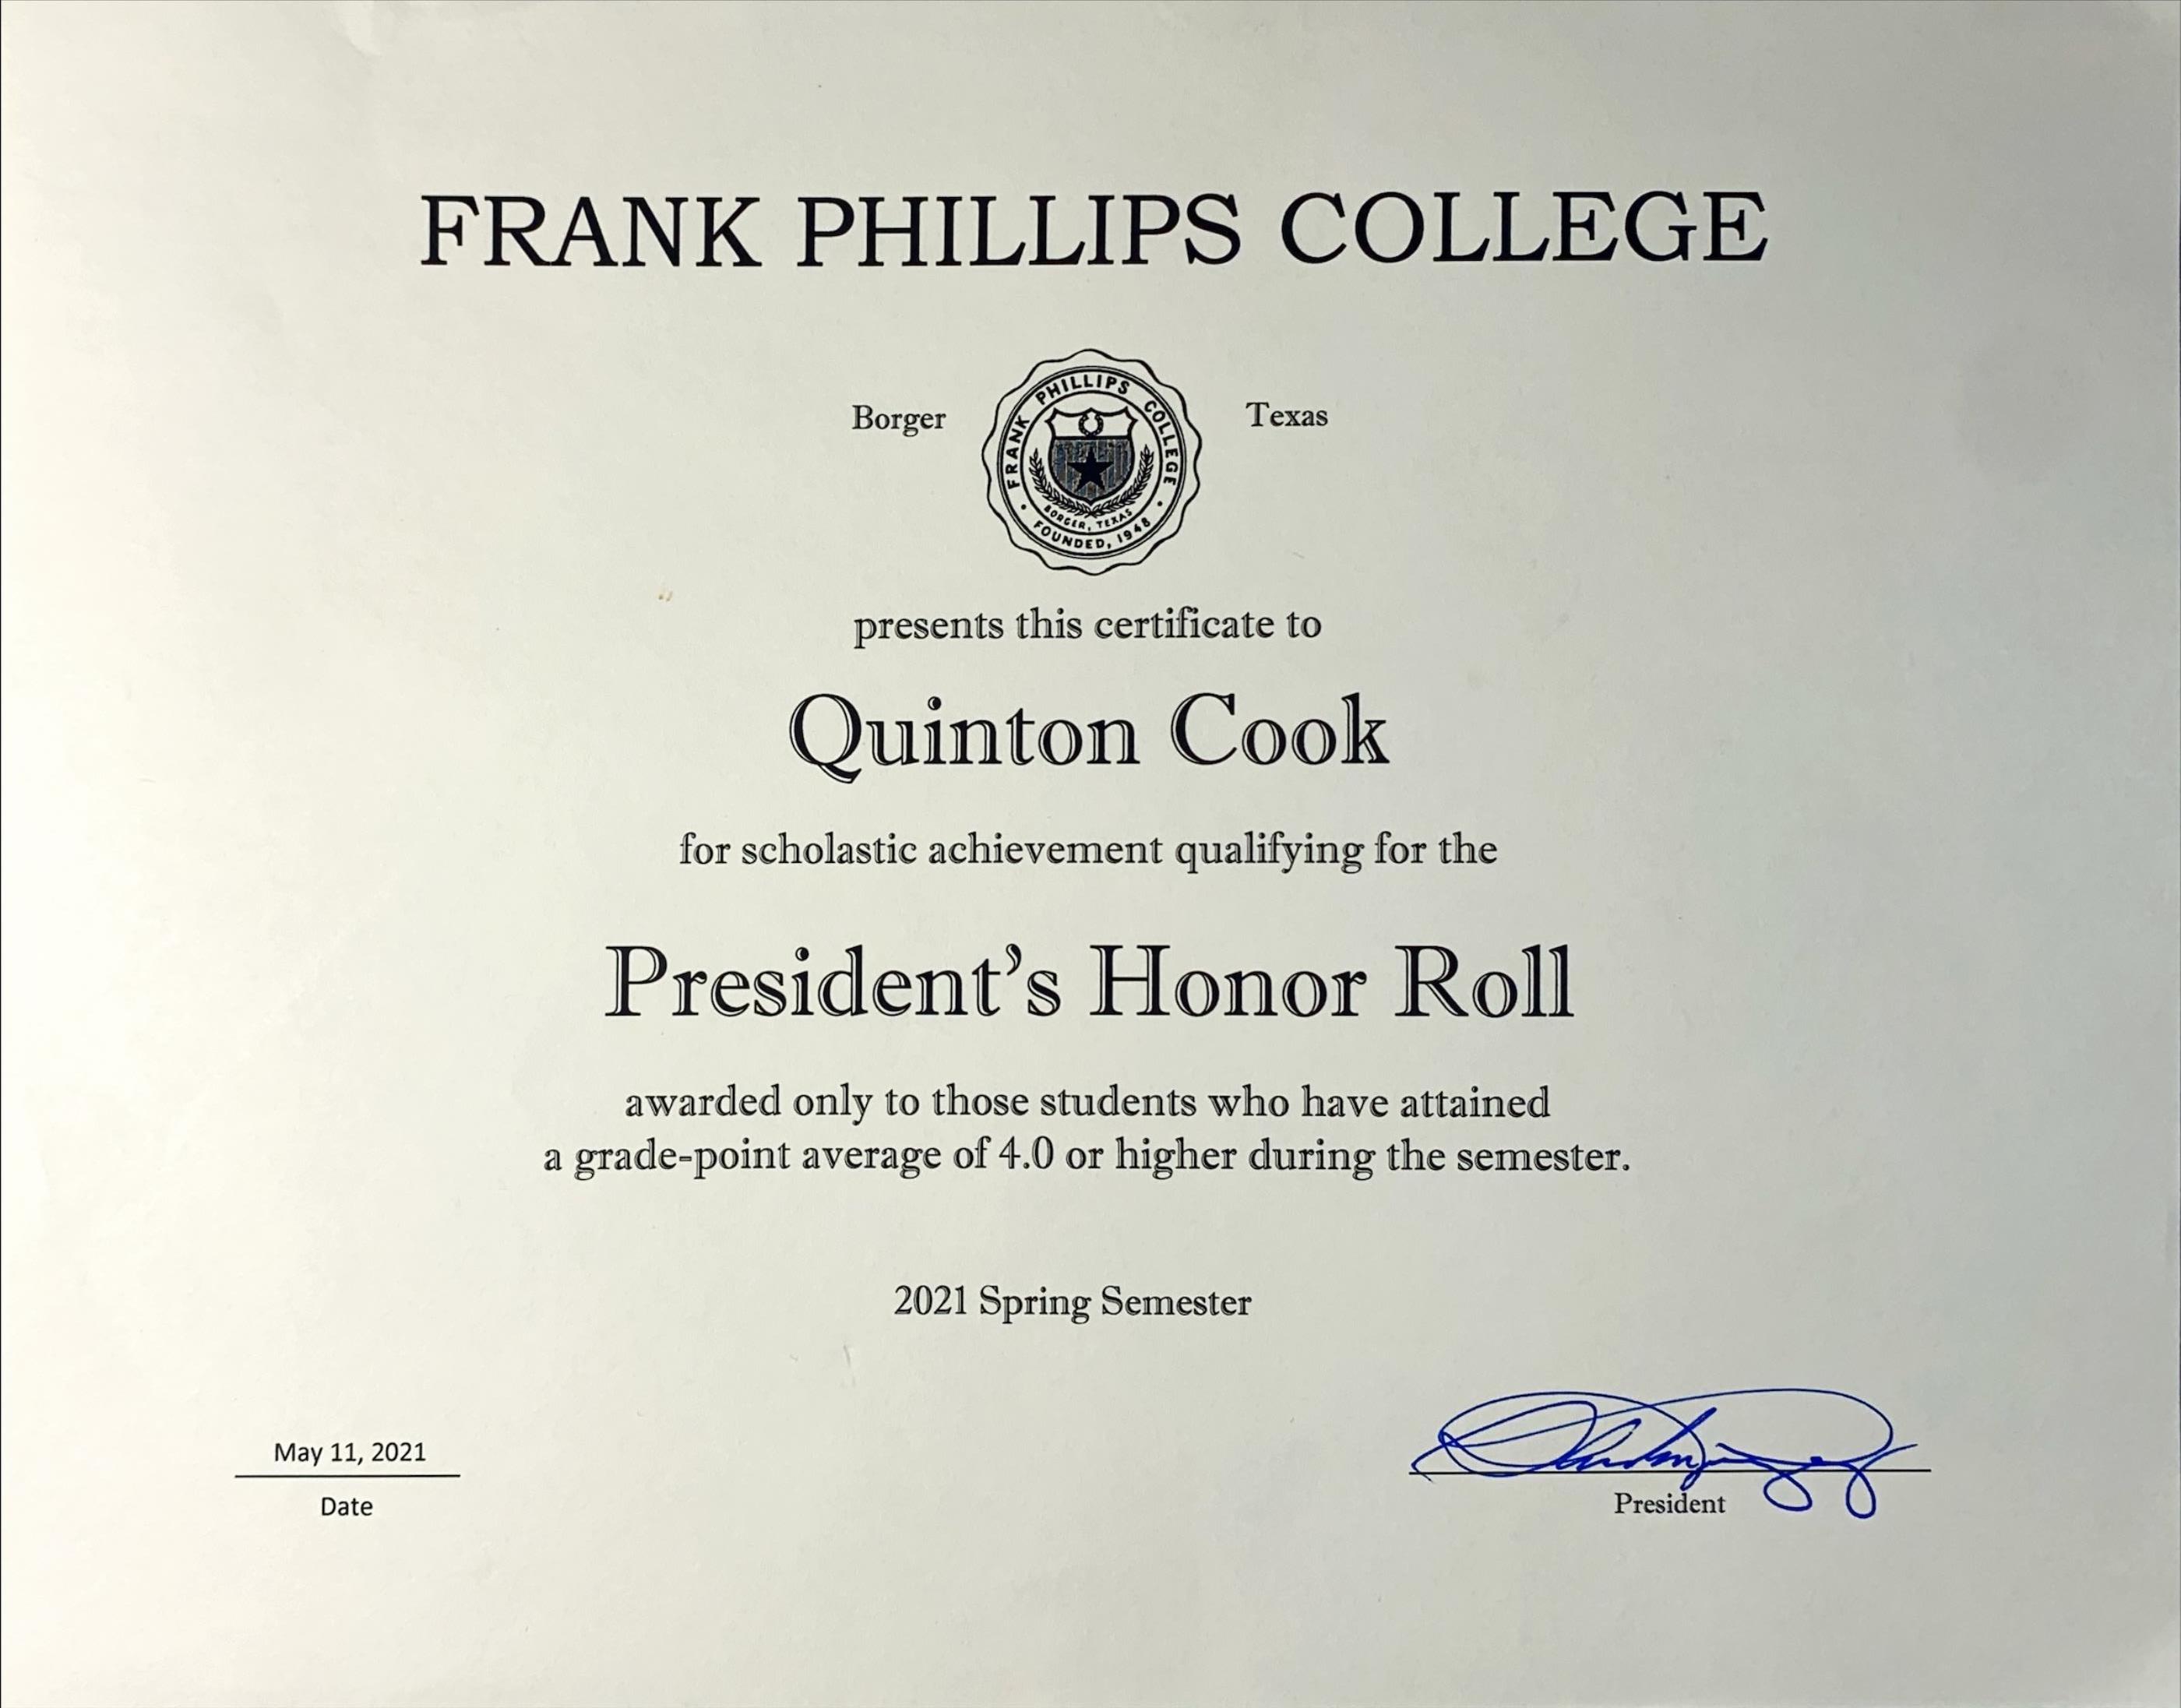 FRANK PHILLIPS COLLEGE
Borger Texas
FRANK PHILLIPS COLLEGE
BORGER, TEXAS
FOUNDED, 1948
presents this certificate to
Quinton Cook
for scholastic achievement qualifying for the
President's Honor Roll
awarded only to those students who have attained
a grade-point average of 4.0 or higher during the semester.
2021 Spring Semester
May 11, 2021
Date
President